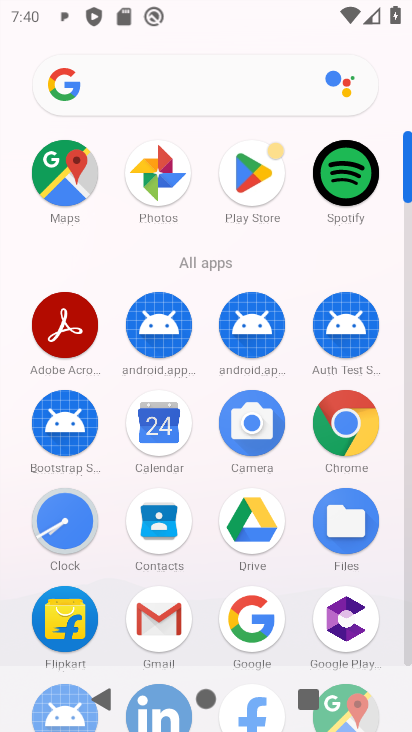 7:40
Maps
Photos
Play Store
Spotify
All apps
Adobe Acro...
android.app...
android.ap...
Auth Test S...
Bootstrap S...
24
Calendar
Camera
Chrome
Clock
Contacts
Drive
Files
Flipkart
Gmail
Google
Google Play...